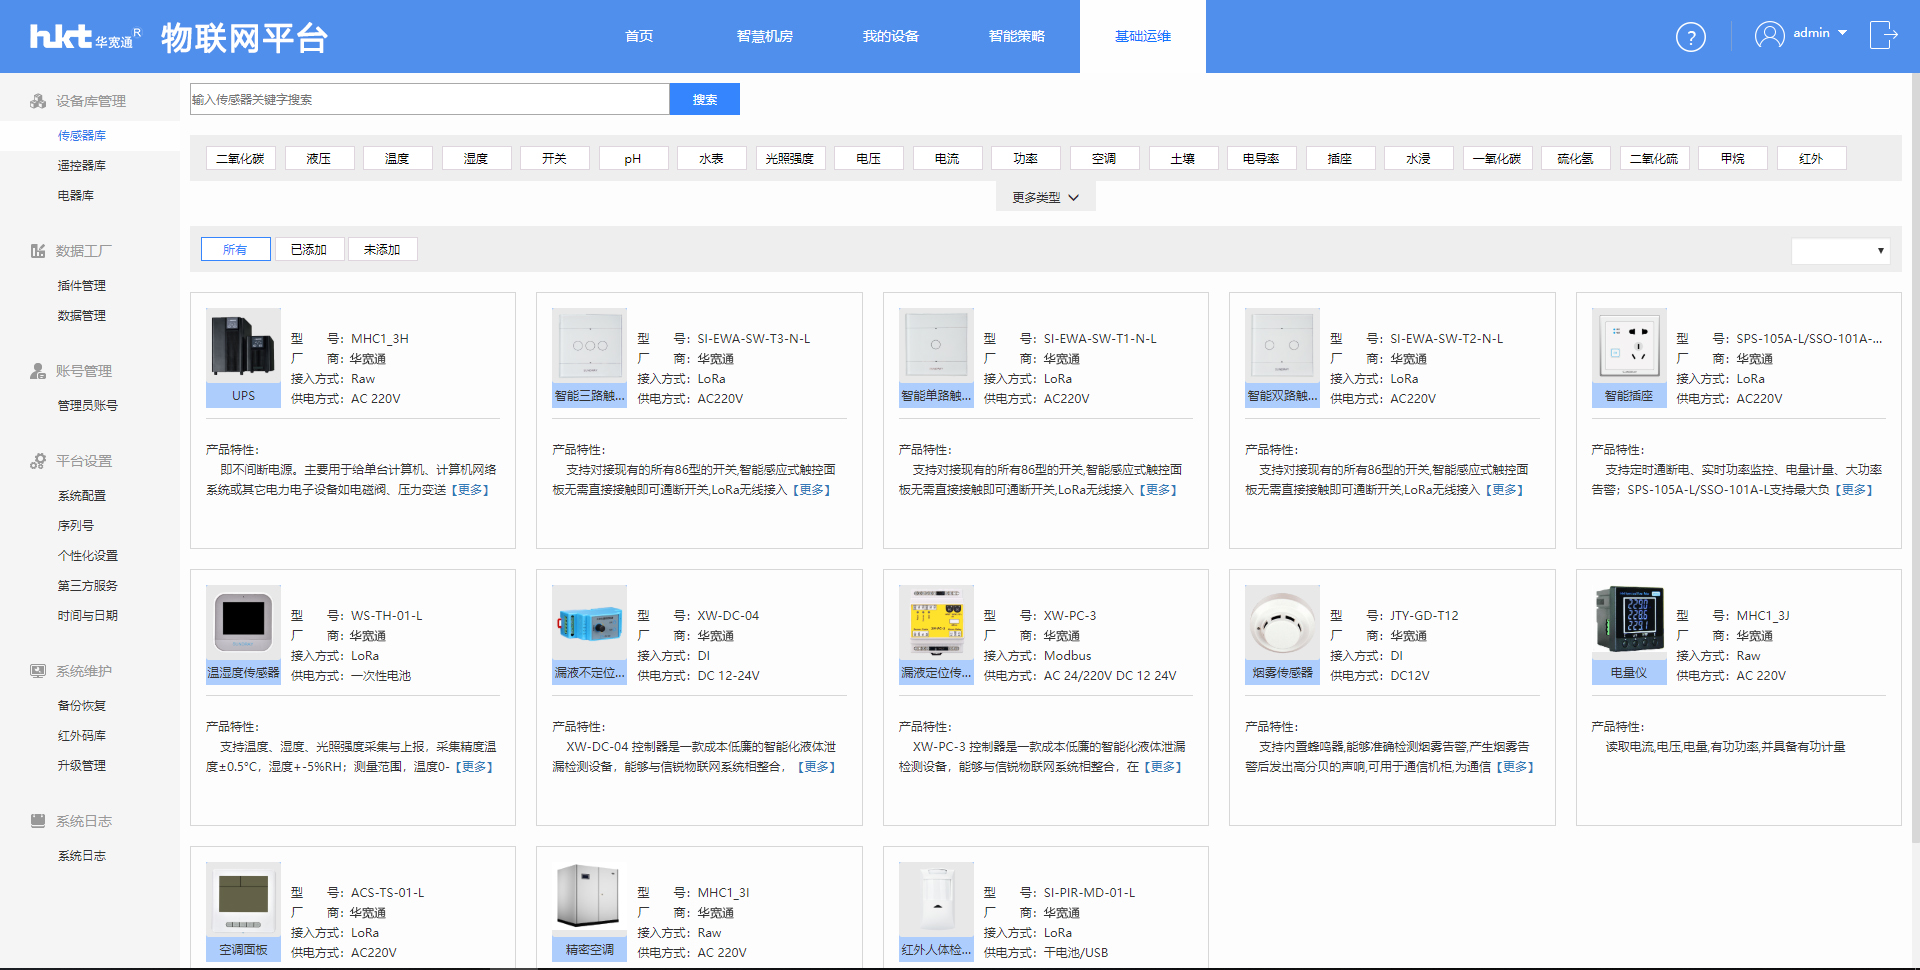 hkt华宽通R 物联网平台
首页 智慧机房 我的设备 智能策略 基础运维
? admin
设备库管理
传感器库
遥控器库
电器库
数据工厂
插件管理
数据管理
账号管理
管理员账号
平台设置
系统配置
序列号
个性化设置
第三方服务
时间与日期
系统维护
备份恢复
红外码库
升级管理
系统日志
系统日志
输入传感器关键字搜索 搜索
二氧化碳 液压 温度 湿度 开关 pH 水表 光照强度 电压 电流 功率 空调 土壤 电导率 插座 水浸 一氧化碳 硫化氢 二氧化硫 甲烷 红外
更多类型
所有 已添加 未添加
UPS
型 号：MHC1_3H
厂 商：华宽通
接入方式：Raw
供电方式：AC 220V
产品特性：
即不间断电源。主要用于给单台计算机、计算机网络
系统或其它电力电子设备如电磁阀、压力变送【更多】
智能三路触...
型 号：SI-EWA-SW-T3-N-L
厂 商：华宽通
接入方式：LoRa
供电方式：AC220V
产品特性：
支持对接现有的所有86型的开关,智能感应式触控面
板无需直接接触即可通断开关,LoRa无线接入【更多】
智能单路触...
型 号：SI-EWA-SW-T1-N-L
厂 商：华宽通
接入方式：LoRa
供电方式：AC220V
产品特性：
支持对接现有的所有86型的开关,智能感应式触控面
板无需直接接触即可通断开关,LoRa无线接入【更多】
智能双路触...
型 号：SI-EWA-SW-T2-N-L
厂 商：华宽通
接入方式：LoRa
供电方式：AC220V
产品特性：
支持对接现有的所有86型的开关,智能感应式触控面
板无需直接接触即可通断开关,LoRa无线接入【更多】
智能插座
型 号：SPS-105A-L/SSO-101A-...
厂 商：华宽通
接入方式：LoRa
供电方式：AC220V
产品特性：
支持定时通断电、实时功率监控、电量计量、大功率
告警；SPS-105A-L/SSO-101A-L支持最大负【更多】
温湿度传感器
型 号：WS-TH-01-L
厂 商：华宽通
接入方式：LoRa
供电方式：一次性电池
产品特性：
支持温度、湿度、光照强度采集与上报，采集精度温
度±0.5°C，湿度+-5%RH；测量范围，温度0-【更多】
漏液不定位...
型 号：XW-DC-04
厂 商：华宽通
接入方式：DI
供电方式：DC 12-24V
产品特性：
XW-DC-04 控制器是一款成本低廉的智能化液体泄
漏检测设备，能够与信锐物联网系统相整合，【更多】
漏液定位传...
型 号：XW-PC-3
厂 商：华宽通
接入方式：Modbus
供电方式：AC 24/220V DC 12 24V
产品特性：
XW-PC-3 控制器是一款成本低廉的智能化液体泄漏
检测设备，能够与信锐物联网系统相整合，在【更多】
烟雾传感器
型 号：JTY-GD-T12
厂 商：华宽通
接入方式：DI
供电方式：DC12V
产品特性：
支持内置蜂鸣器,能够准确检测烟雾告警,产生烟雾告
警后发出高分贝的声响,可用于通信机柜,为通信【更多】
电量仪
型 号：MHC1_3J
厂 商：华宽通
接入方式：Raw
供电方式：AC 220V
产品特性：
读取电流,电压,电量,有功功率,并具备有功计量
空调面板
型 号：ACS-TS-01-L
厂 商：华宽通
接入方式：LoRa
供电方式：AC220V
精密空调
型 号：MHC1_3I
厂 商：华宽通
接入方式：Raw
供电方式：AC 220V
红外人体检...
型 号：SI-PIR-MD-01-L
厂 商：华宽通
接入方式：LoRa
供电方式：干电池/USB